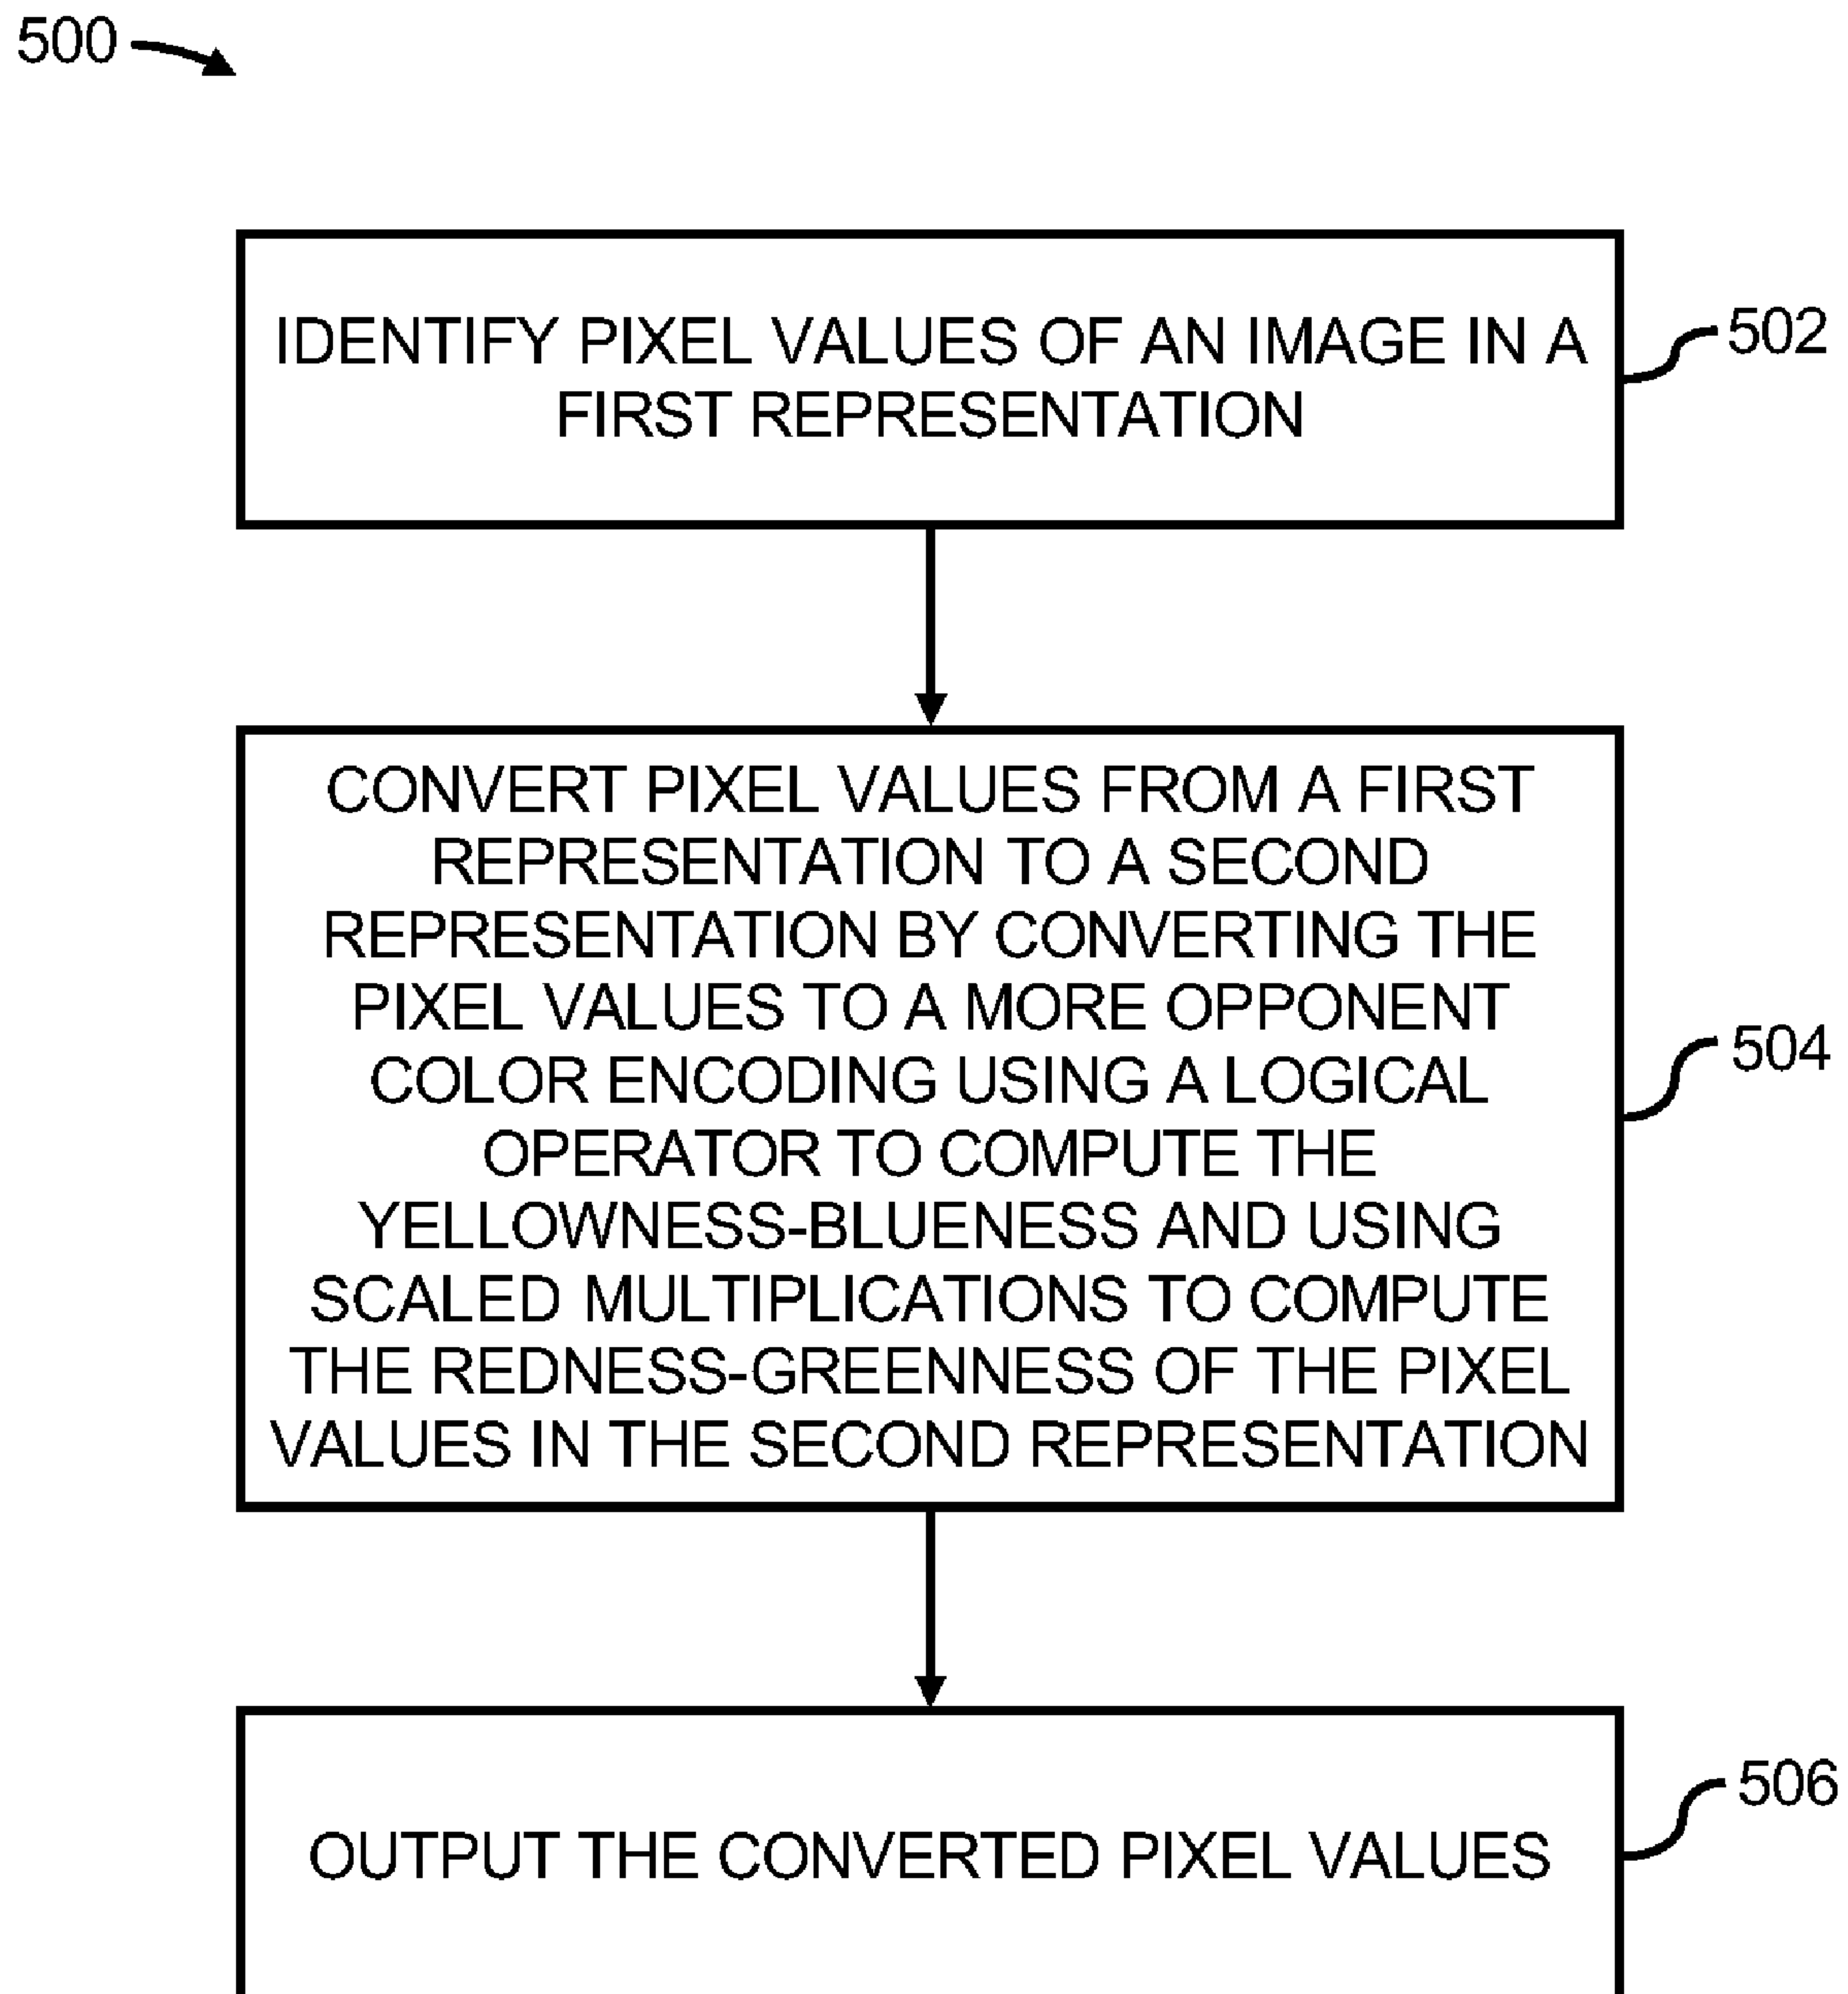 500
IDENTIFY PIXEL VALUES OF AN IMAGE IN A
FIRST REPRESENTATION
502
CONVERT PIXEL VALUES FROM A FIRST
REPRESENTATION TO A SECOND
REPRESENTATION BY CONVERTING THE
PIXEL VALUES TO A MORE OPPONENT
COLOR ENCODING USING A LOGICAL
OPERATOR TO COMPUTE THE
YELLOWNESS-BLUENESS AND USING
SCALED MULTIPLICATIONS TO COMPUTE
THE REDNESS-GREENNESS OF THE PIXEL
VALUES IN THE SECOND REPRESENTATION
504
OUTPUT THE CONVERTED PIXEL VALUES
506